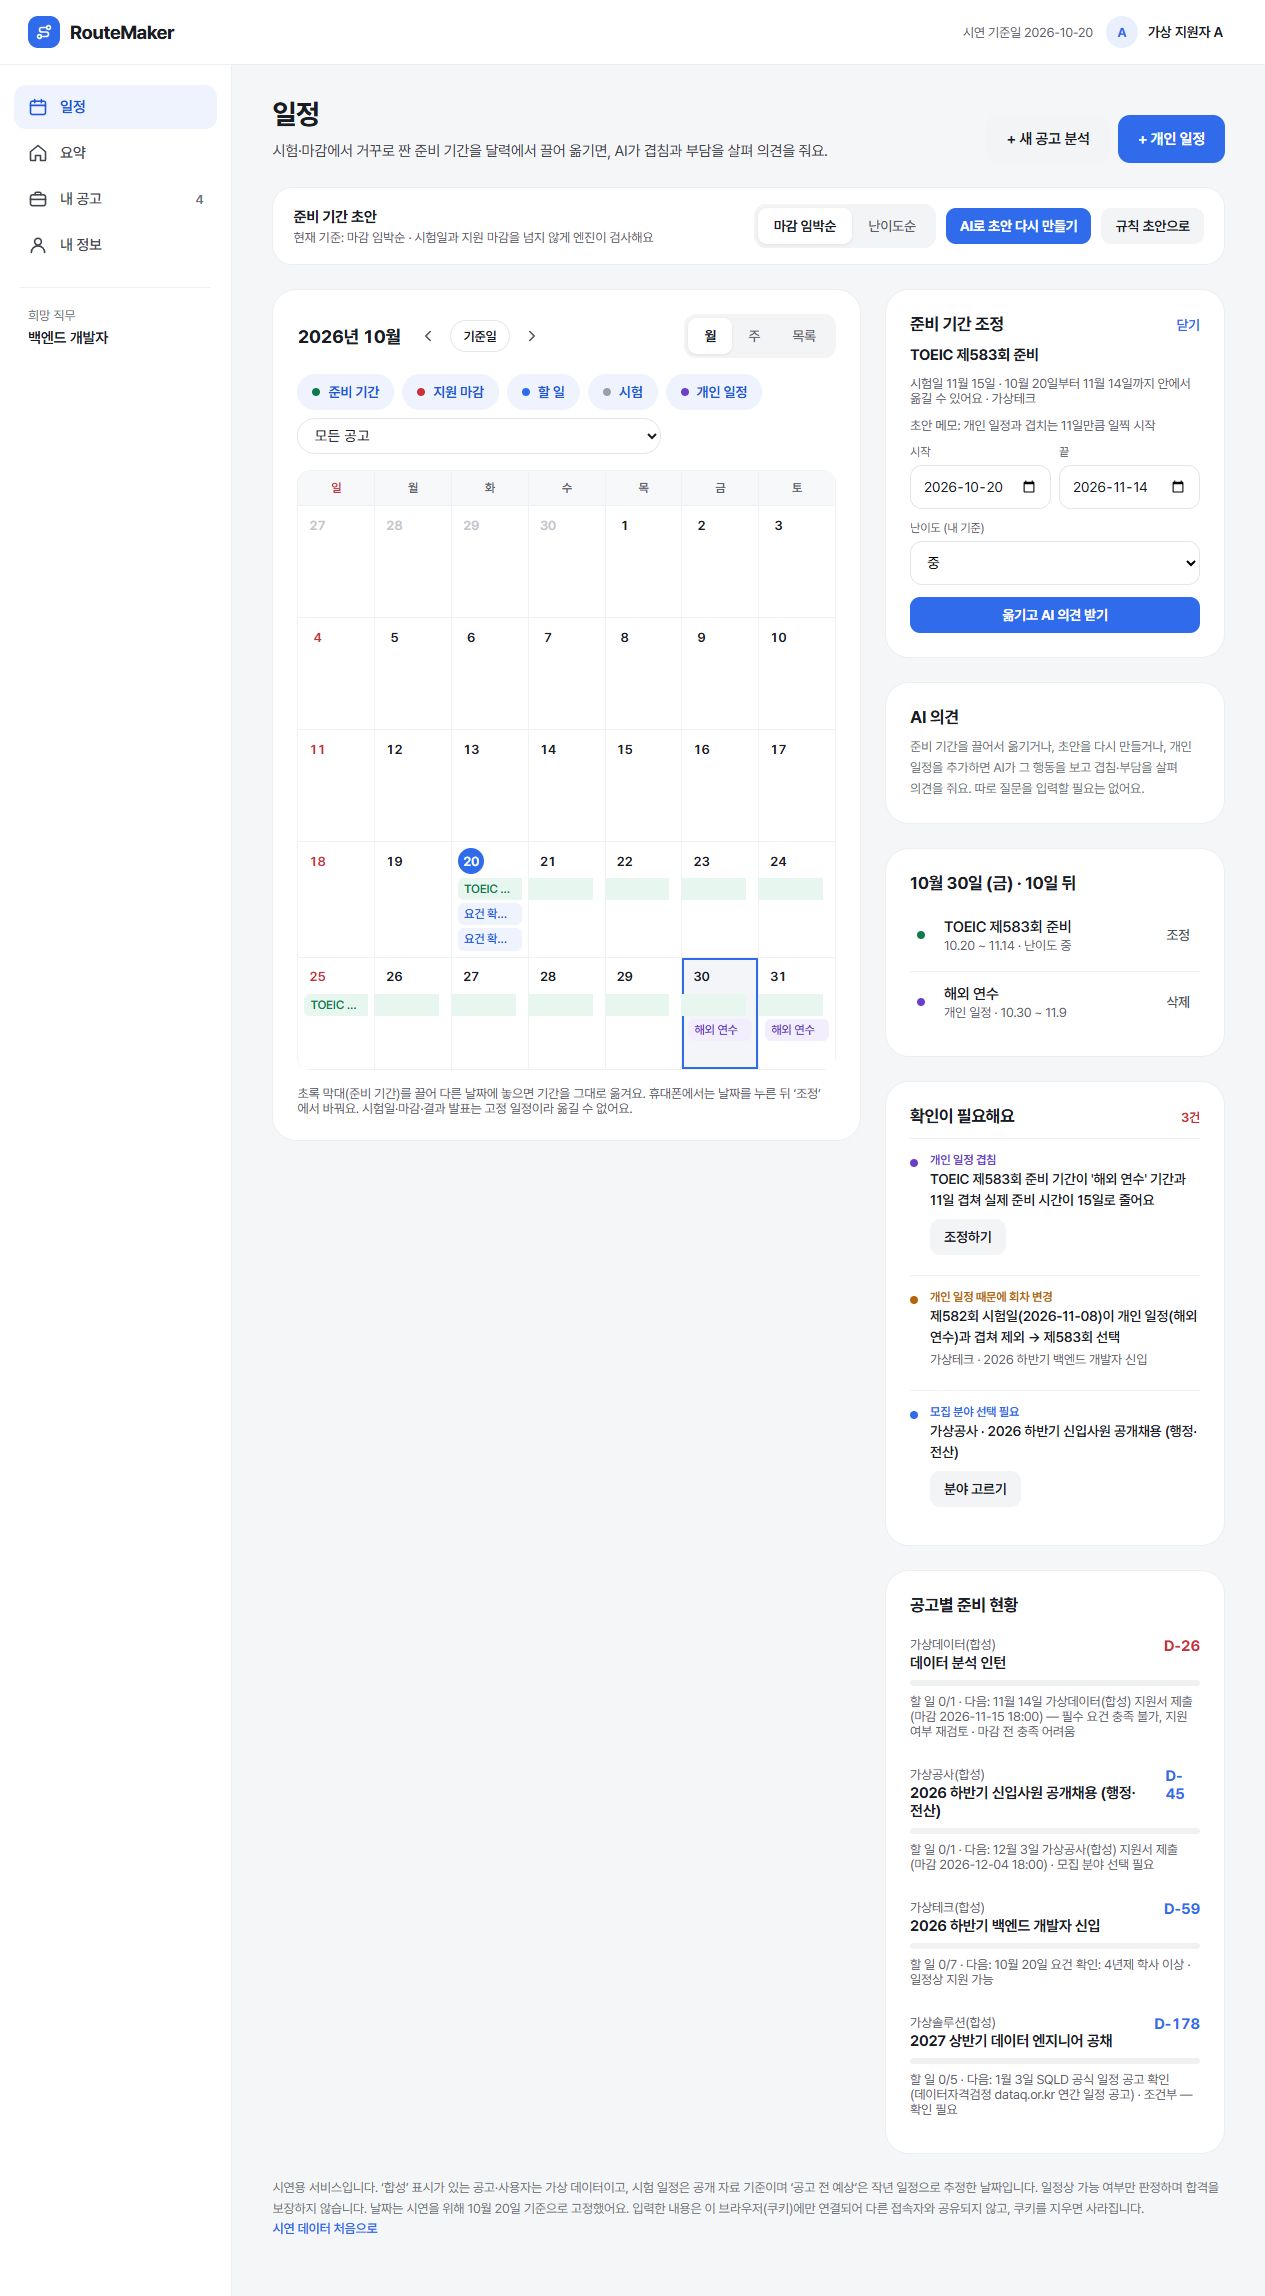 RouteMaker
시연 기준일 2026-10-20
A
가상 지원자 A
일정
요약
내 공고
4
내 정보
희망 직무
백엔드 개발자
일정
시험·마감에서 거꾸로 짠 준비 기간을 달력에서 끌어 옮기면, AI가 겹침과 부담을 살펴 의견을 줘요.
+ 새 공고 분석
+ 개인 일정
준비 기간 초안
현재 기준: 마감 임박순 · 시험일과 지원 마감을 넘지 않게 엔진이 검사해요
마감 임박순
난이도순
AI로 초안 다시 만들기
규칙 초안으로
2026년 10월
기준일
월
주
목록
준비 기간
지원 마감
할 일
시험
개인 일정
모든 공고
일 월 화 수 목 금 토
27 28 29 30 1 2 3
4 5 6 7 8 9 10
11 12 13 14 15 16 17
18 19 20 21 22 23 24
TOEIC ...
요건 확...
요건 확...
25 26 27 28 29 30 31
TOEIC ...
해외 연수
해외 연수
초록 막대(준비 기간)를 끌어 다른 날짜에 놓으면 기간을 그대로 옮겨요. 휴대폰에서는 날짜를 누른 뒤 ‘조정’
에서 바꿔요. 시험일·마감·결과 발표는 고정 일정이라 옮길 수 없어요.
준비 기간 조정
닫기
TOEIC 제583회 준비
시험일 11월 15일 · 10월 20일부터 11월 14일까지 안에서
옮길 수 있어요 · 가상테크
초안 메모: 개인 일정과 겹치는 11일만큼 일찍 시작
시작
끝
2026-10-20
2026-11-14
난이도 (내 기준)
중
옮기고 AI 의견 받기
AI 의견
준비 기간을 끌어서 옮기거나, 초안을 다시 만들거나, 개인
일정을 추가하면 AI가 그 행동을 보고 겹침·부담을 살펴
의견을 줘요. 따로 질문을 입력할 필요는 없어요.
10월 30일 (금) · 10일 뒤
TOEIC 제583회 준비
10.20 ~ 11.14 · 난이도 중
조정
해외 연수
개인 일정 · 10.30 ~ 11.9
삭제
확인이 필요해요
3건
개인 일정 겹침
TOEIC 제583회 준비 기간이 '해외 연수' 기간과
11일 겹쳐 실제 준비 시간이 15일로 줄어요
조정하기
개인 일정 때문에 회차 변경
제582회 시험일(2026-11-08)이 개인 일정(해외
연수)과 겹쳐 제외 → 제583회 선택
가상테크 · 2026 하반기 백엔드 개발자 신입
모집 분야 선택 필요
가상공사 · 2026 하반기 신입사원 공개채용 (행정·
전산)
분야 고르기
공고별 준비 현황
가상데이터(합성)
데이터 분석 인턴
D-26
할 일 0/1 · 다음: 11월 14일 가상데이터(합성) 지원서 제출
(마감 2026-11-15 18:00) — 필수 요건 충족 불가, 지원
여부 재검토 · 마감 전 충족 어려움
가상공사(합성)
2026 하반기 신입사원 공개채용 (행정·
전산)
D-
45
할 일 0/1 · 다음: 12월 3일 가상공사(합성) 지원서 제출
(마감 2026-12-04 18:00) · 모집 분야 선택 필요
가상테크(합성)
2026 하반기 백엔드 개발자 신입
D-59
할 일 0/7 · 다음: 10월 20일 요건 확인: 4년제 학사 이상 ·
일정상 지원 가능
가상솔루션(합성)
2027 상반기 데이터 엔지니어 공채
D-178
할 일 0/5 · 다음: 1월 3일 SQLD 공식 일정 공고 확인
(데이터자격검정 dataq.or.kr 연간 일정 공고) · 조건부 —
확인 필요
시연용 서비스입니다. ‘합성’ 표시가 있는 공고·사용자는 가상 데이터이고, 시험 일정은 공개 자료 기준이며 ‘공고 전 예상’은 작년 일정으로 추정한 날짜입니다. 일정상 가능 여부만 판정하며 합격을
보장하지 않습니다. 날짜는 시연을 위해 10월 20일 기준으로 고정했어요. 입력한 내용은 이 브라우저(쿠키)에만 연결되어 다른 접속자와 공유되지 않고, 쿠키를 지우면 사라집니다.
시연 데이터 처음으로